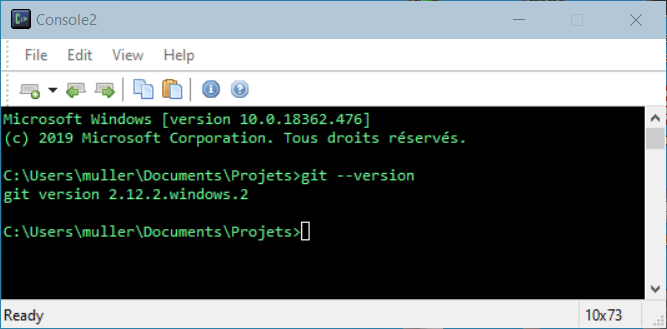 Console2
File Edit View Help
Microsoft Windows [version 10.0.18362.476]
(c) 2019 Microsoft Corporation. Tous droits réservés.
C:\Users\muller\Documents\Projets>git --version
git version 2.12.2.windows.2
C:\Users\muller\Documents\Projets>
Ready 10x73